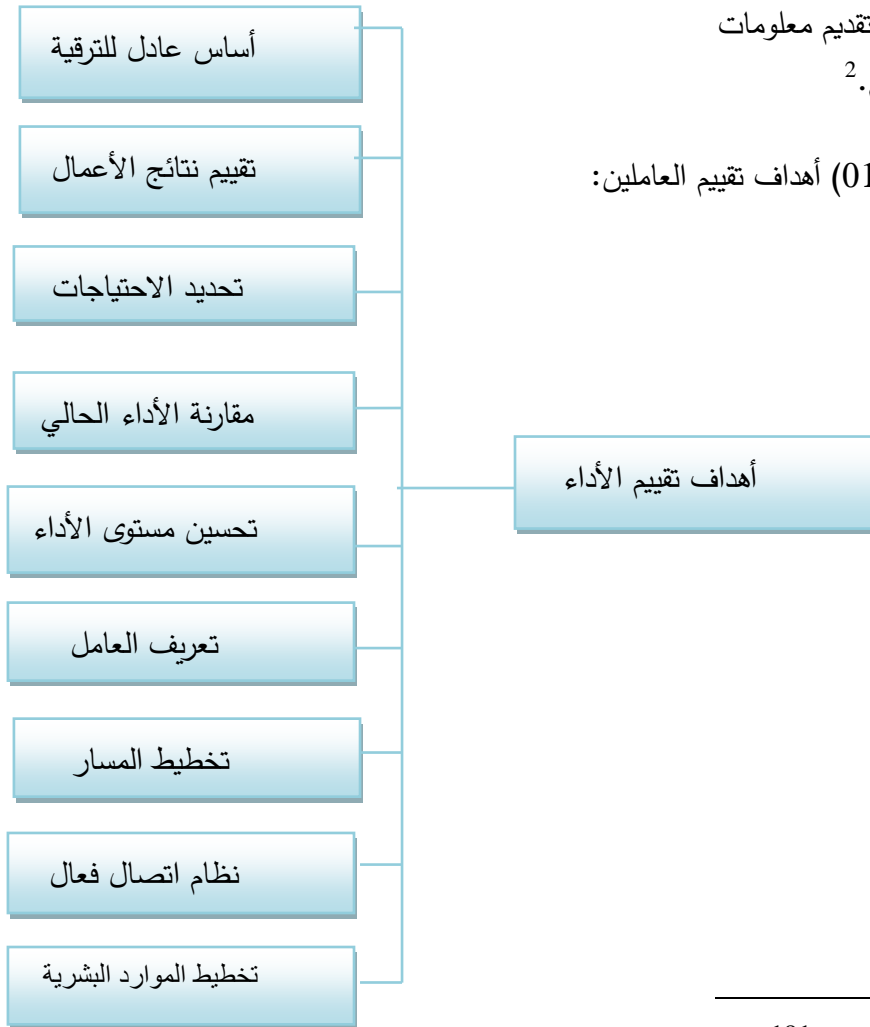 تقديم معلومات
.2
01) أهداف تقييم العاملين:
أهداف تقييم الأداء
أساس عادل للترقية
تقييم نتائج الأعمال
تحديد الاحتياجات
مقارنة الأداء الحالي
تحسين مستوى الأداء
تعريف العامل
تخطيط المسار
نظام اتصال فعال
تخطيط الموارد البشرية